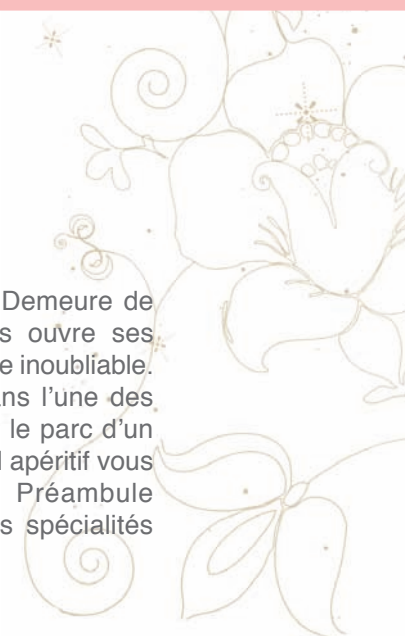 Demeure de
s ouvre ses
e inoubliable.
ns l'une des
le parc d'un
l apéritif vous
Préambule
s spécialités